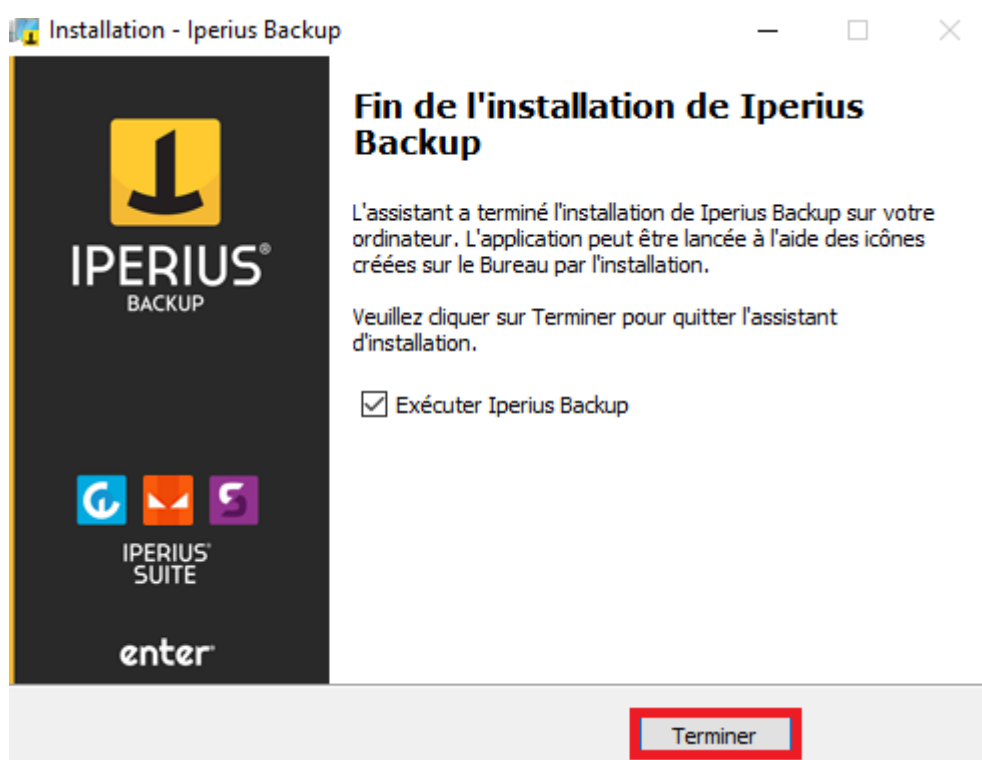 Installation - Iperius Backup
Fin de l'installation de Iperius
Backup
L'assistant a terminé l'installation de Iperius Backup sur votre
ordinateur. L'application peut être lancée à l'aide des icônes
créées sur le Bureau par l'installation.
Veuillez cliquer sur Terminer pour quitter l'assistant
d'installation.
Exécuter Iperius Backup
IPERIUS®
BACKUP
IPERIUS®
SUITE
enter®
Terminer